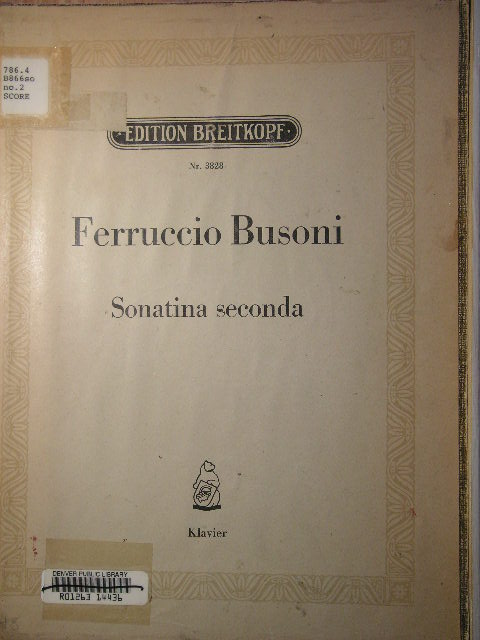 786.4
B866so
no.2
SCORE
EDITION BREITKOPF
Nr. 3828
Ferruccio Busoni
Sonatina seconda
Klavier
DENVER PUBLIC LIBRARY
R01263 14436